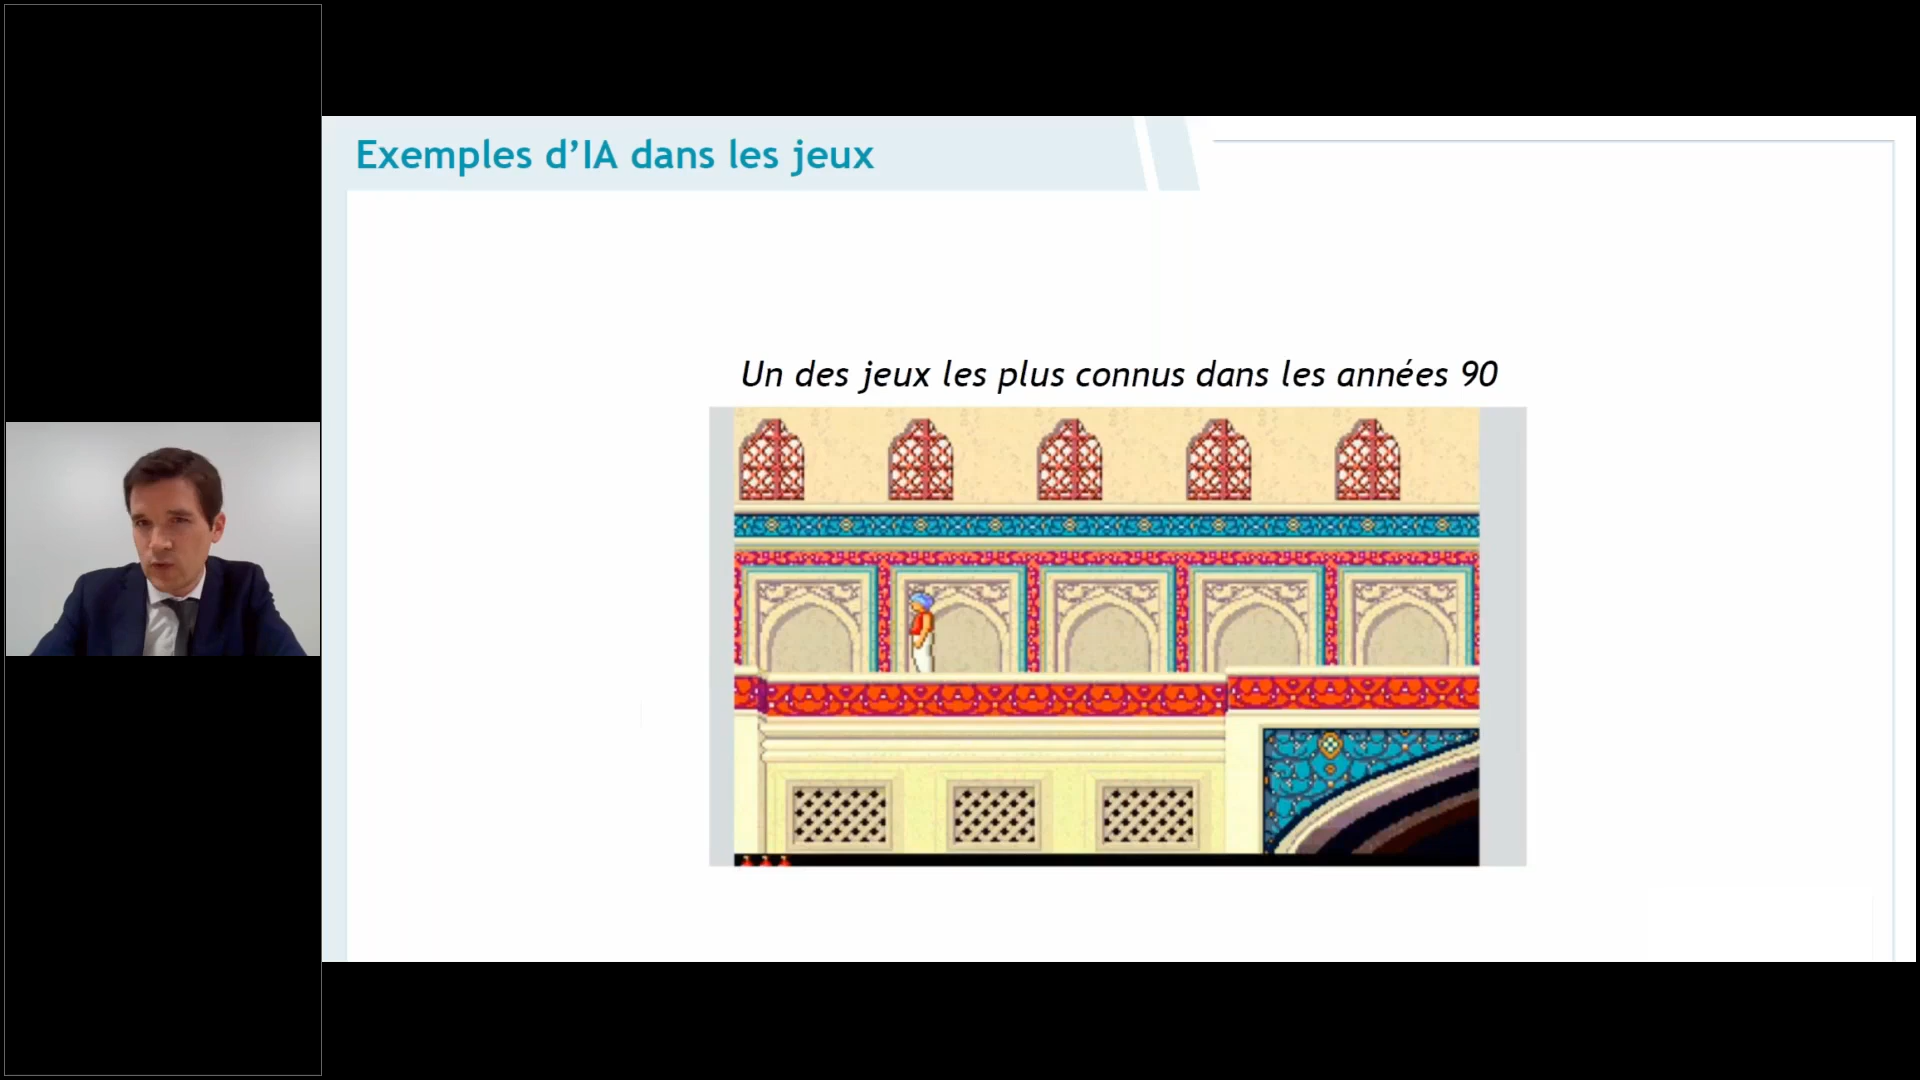 Exemples d’IA dans les jeux
Un des jeux les plus connus dans les années 90